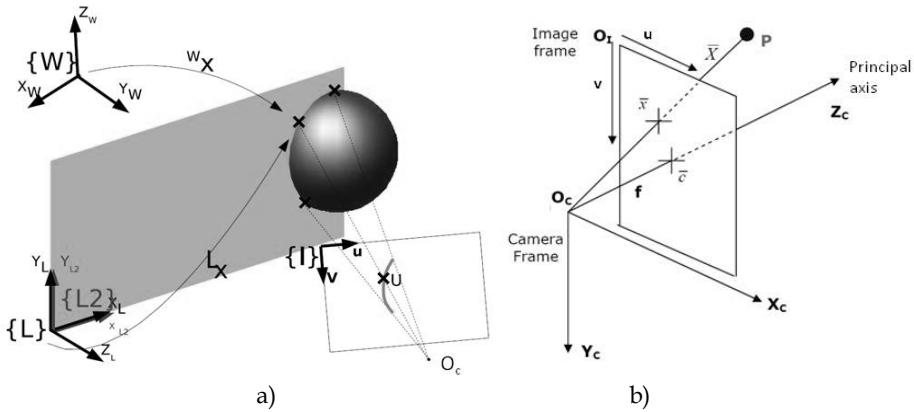 Z_W
{W}
X_W
Y_W
^W X
Y_L
Y_L2
{L2}
X_L
X_L2
{L}
Z_L
^L X
{I}
u
v
U
O_c
a)
Image frame
O_I
u
v
X̅
P
Principal axis
Z_C
x̅
c̅
f
O_C
Camera Frame
X_C
Y_C
b)